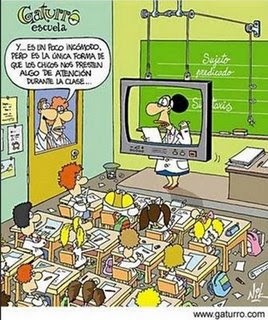 Gaturro
escuela
Y... ES UN POCO INCÓMODO,
PERO ES LA ÚNICA FORMA DE
QUE LOS CHICOS NOS PRESTEN
ALGO DE ATENCIÓN
DURANTE LA CLASE...
Sujeto
predicado
NIK
www.gaturro.com